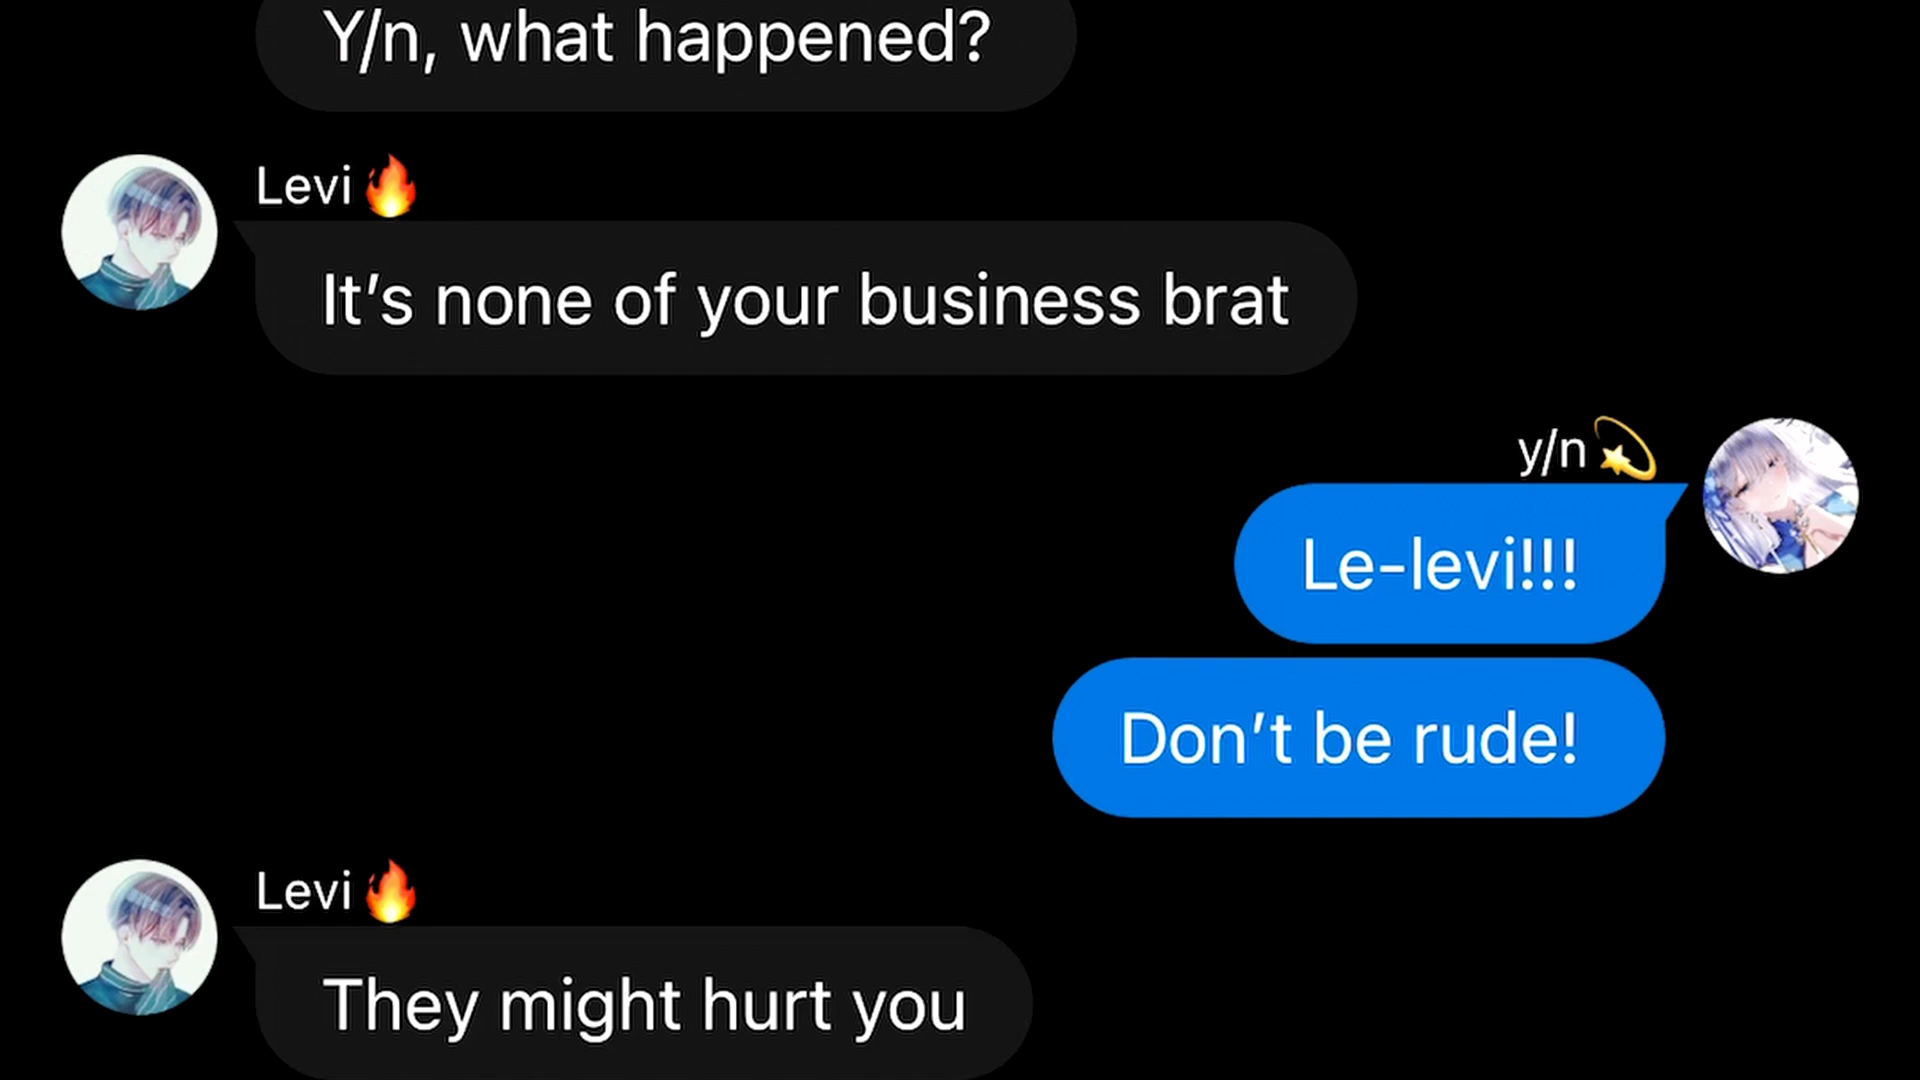 Y/n, what happened?
Levi🔥
It's none of your business brat
y/n💫
Le-levi!!!
Don't be rude!
Levi🔥
They might hurt you